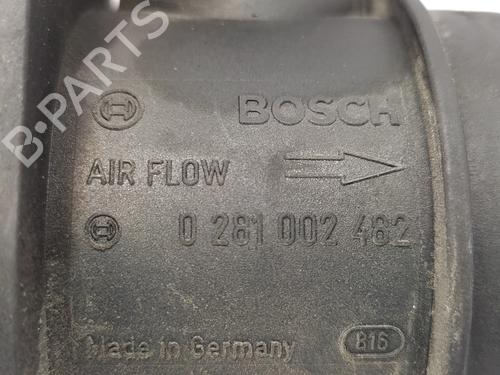 BOSCH
AIR FLOW
0 281 002 482
Made in Germany
B16
B-PARTS